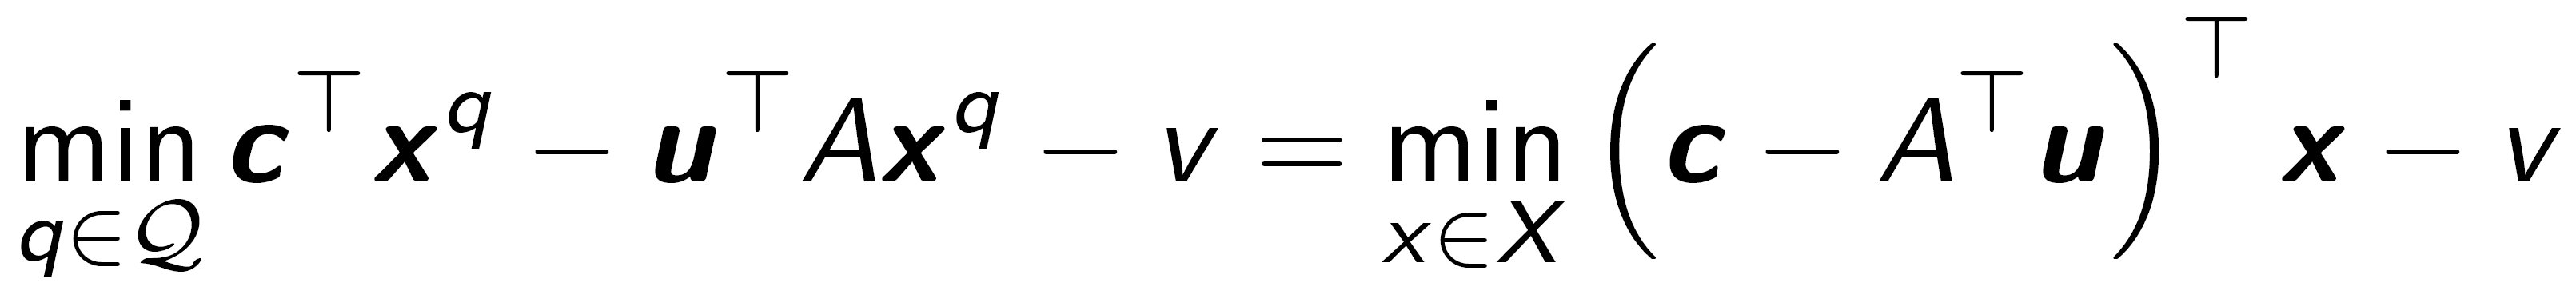 \min_{q \in \mathcal{Q}} \boldsymbol{c}^\top \boldsymbol{x}^q - \boldsymbol{u}^\top A \boldsymbol{x}^q - v = \min_{x \in X} \left( \boldsymbol{c} - A^\top \boldsymbol{u} \right)^\top \boldsymbol{x} - v